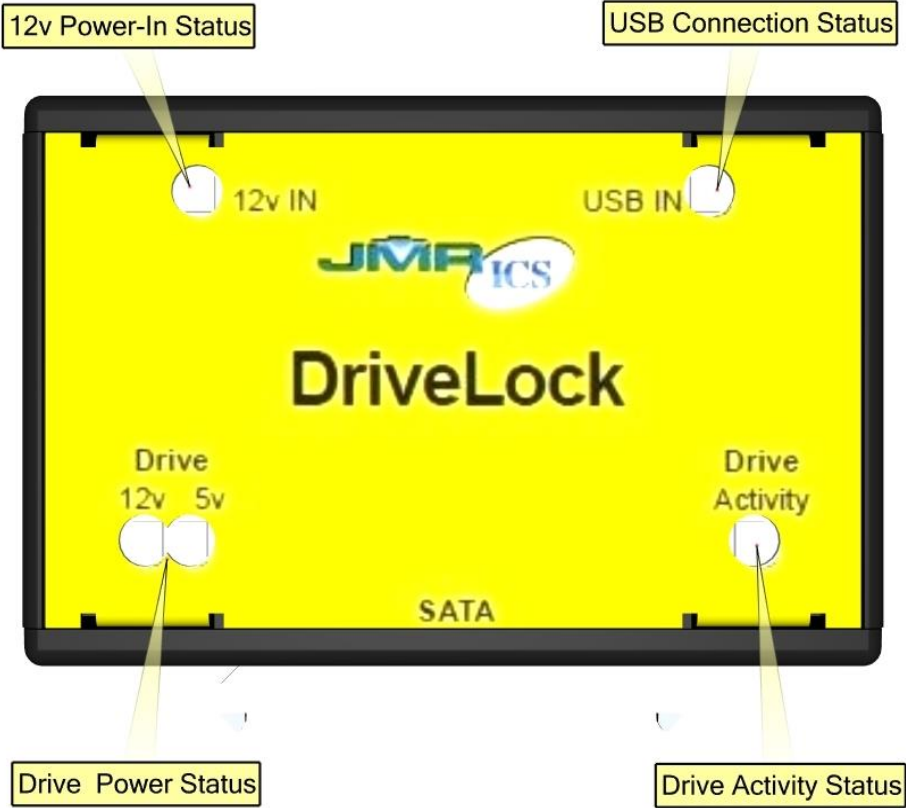 12v Power-In Status
USB Connection Status
12v IN
USB IN
JMR
ICS
DriveLock
Drive
12v 5v
Drive
Activity
SATA
Drive  Power Status
Drive Activity Status